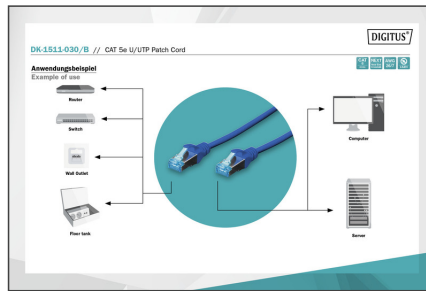 DIGITUS®
DK-1511-030/B // CAT 5e U/UTP Patch Cord
Anwendungsbeispiel
Example of use
Router
Switch
Wall Outlet
Floor tank
Computer
Server